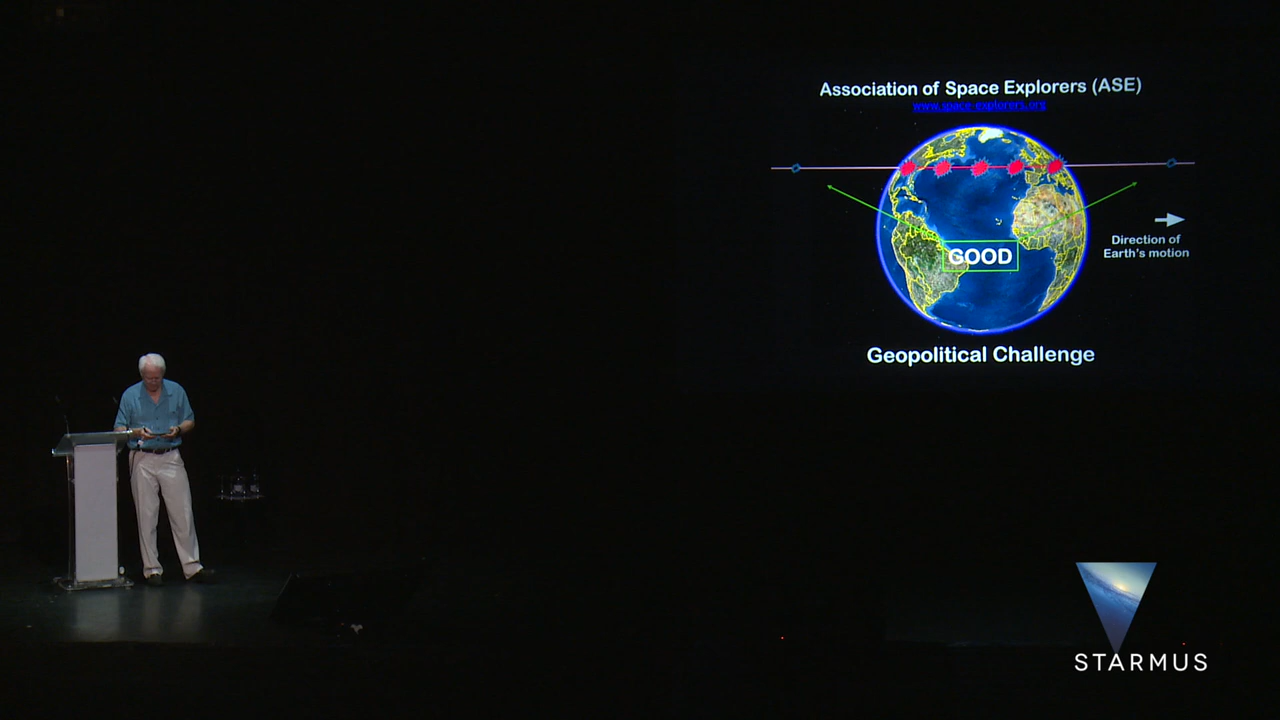 Association of Space Explorers (ASE)
www.space-explorers.org
GOOD
Direction of
Earth's motion
Geopolitical Challenge
STARMUS